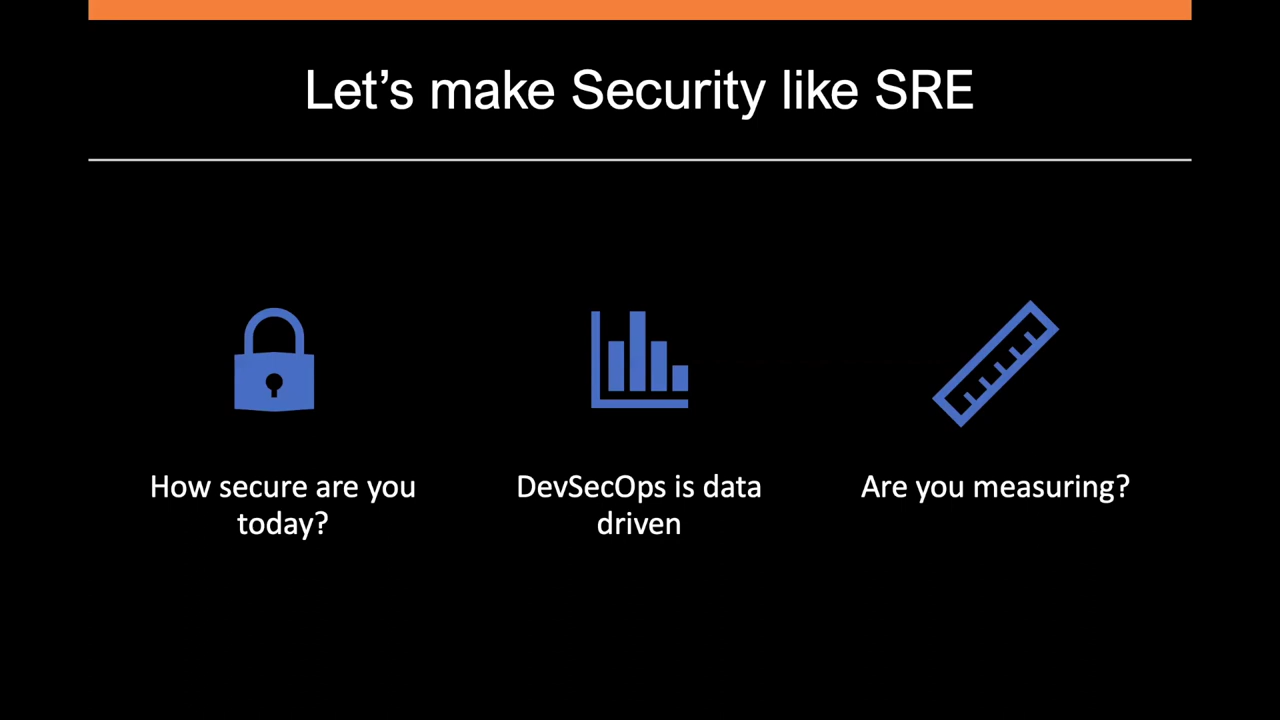 Let’s make Security like SRE
How secure are you
today?
DevSecOps is data
driven
Are you measuring?